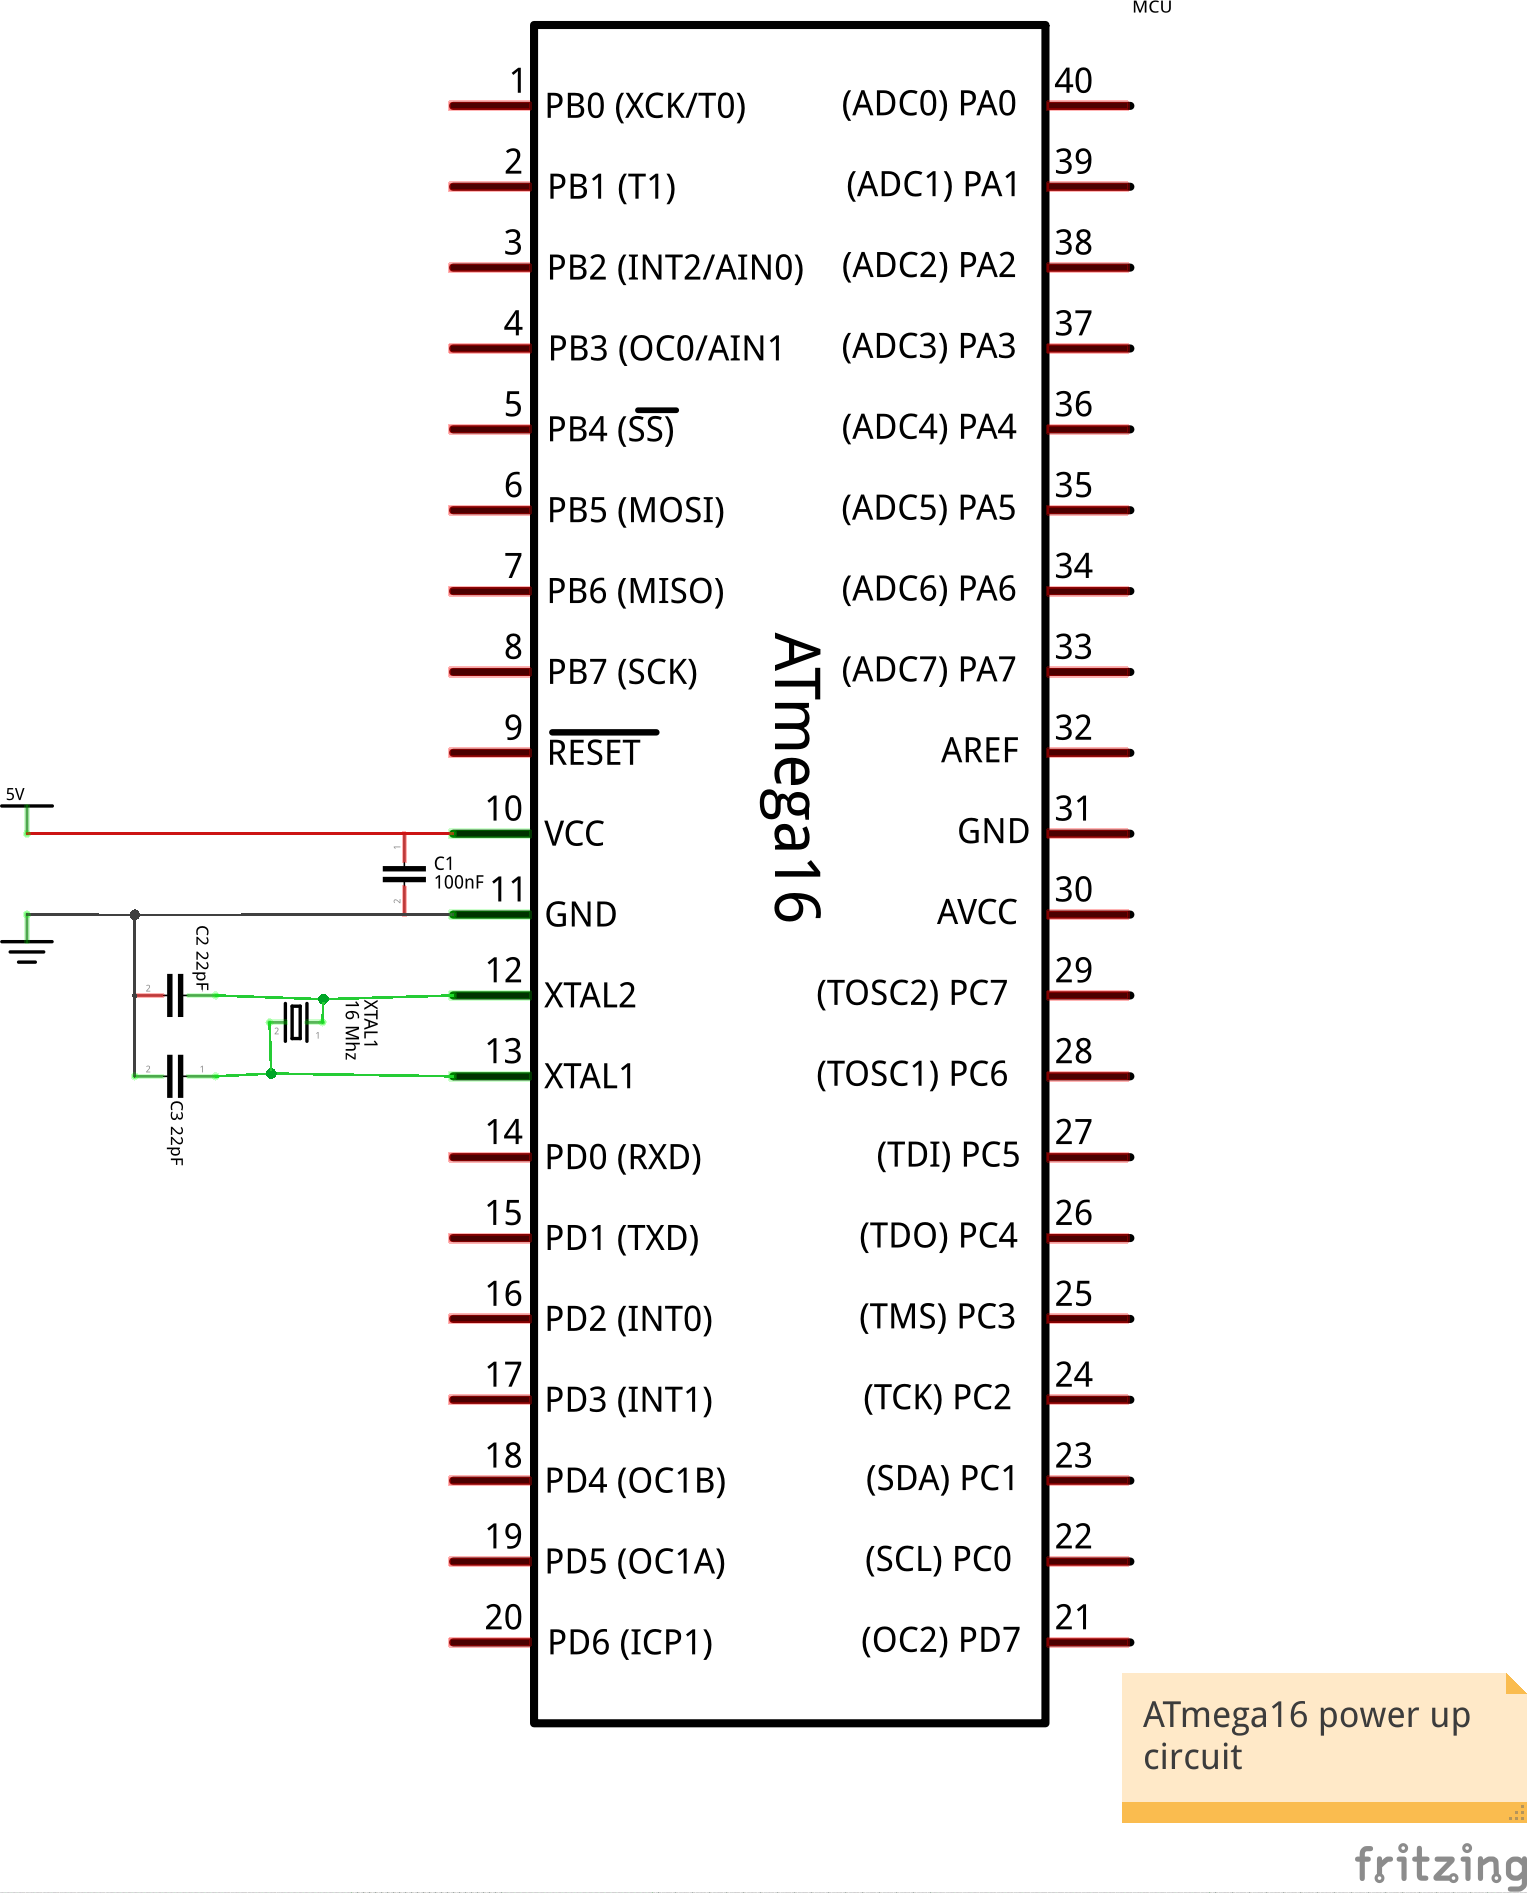 MCU
1
PB0 (XCK/T0)
(ADC0) PA0
40
2
PB1 (T1)
(ADC1) PA1
39
3
PB2 (INT2/AIN0)
(ADC2) PA2
38
4
PB3 (OC0/AIN1
(ADC3) PA3
37
5
PB4 (SS)
(ADC4) PA4
36
6
PB5 (MOSI)
(ADC5) PA5
35
7
PB6 (MISO)
(ADC6) PA6
34
8
PB7 (SCK)
(ADC7) PA7
33
9
RESET
AREF
32
5V
10
VCC
GND
31
1
C1
100nF
2
11
GND
AVCC
30
C2 22pF
2
12
XTAL2
(TOSC2) PC7
29
XTAL1
16 Mhz
2
1
13
XTAL1
(TOSC1) PC6
28
2
1
C3 22pF
14
PD0 (RXD)
(TDI) PC5
27
15
PD1 (TXD)
(TDO) PC4
26
16
PD2 (INT0)
(TMS) PC3
25
17
PD3 (INT1)
(TCK) PC2
24
18
PD4 (OC1B)
(SDA) PC1
23
19
PD5 (OC1A)
(SCL) PC0
22
20
PD6 (ICP1)
(OC2) PD7
21
ATmega16
ATmega16 power up
circuit
fritzing